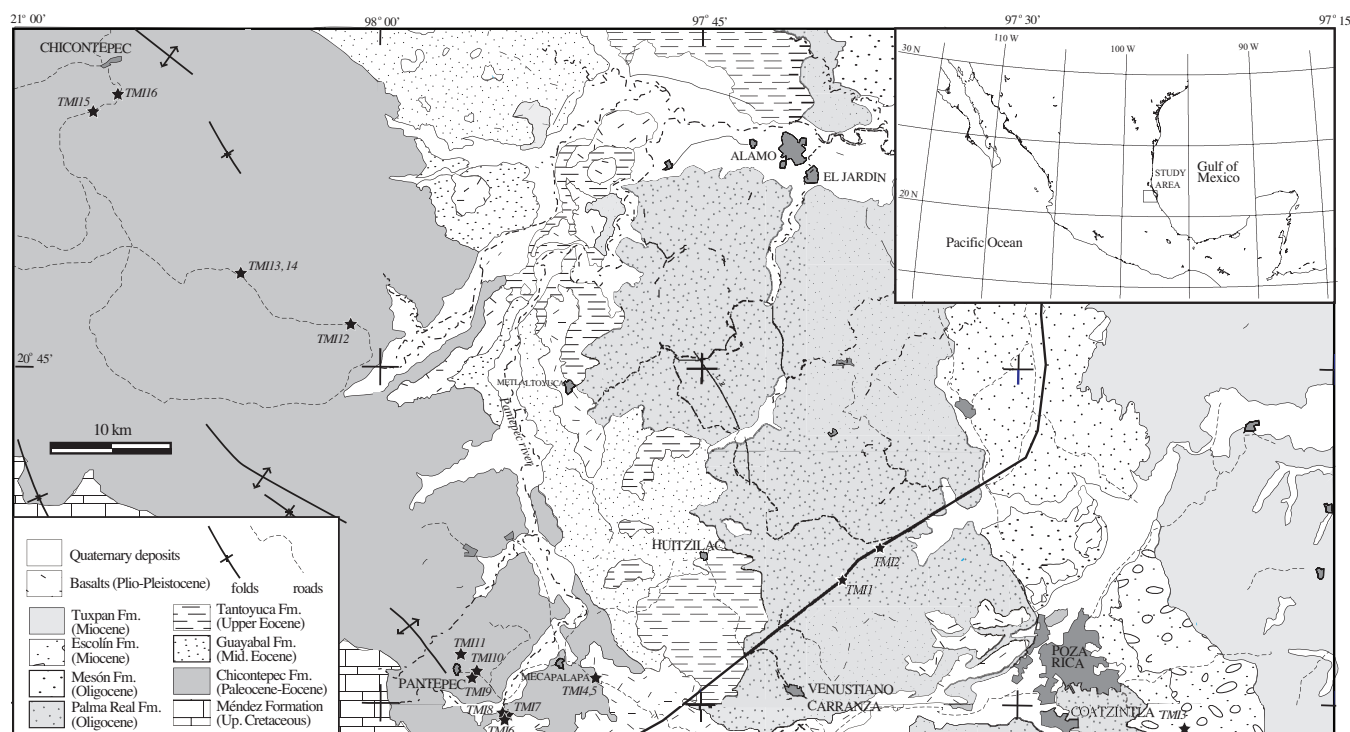 21° 00’
98° 00’
97° 45’
97° 30’
97° 15’
CHICONTEPEC
TMI16
TMI15
TMI13, 14
TMI12
20° 45’
10 km
ALAMO
EL JARDIN
METLALTOYUCA
Pantepec river
HUITZILAC
TMI2
TMI1
TMI11
TMI10
PANTEPEC
TMI9
MECAPALAPA
TMI4,5
TMI8
TMI7
TMI6
VENUSTIANO
CARRANZA
POZA
RICA
COATZINTLA
TMI3
30 N
110 W
100 W
90 W
20 N
STUDY
AREA
Gulf of
Mexico
Pacific Ocean
Quaternary deposits
Basalts (Plio-Pleistocene)
folds
roads
Tuxpan Fm.
(Miocene)
Escolín Fm.
(Miocene)
Mesón Fm.
(Oligocene)
Palma Real Fm.
(Oligocene)
Tantoyuca Fm.
(Upper Eocene)
Guayabal Fm.
(Mid. Eocene)
Chicontepec Fm.
(Paleocene-Eocene)
Méndez Formation
(Up. Cretaceous)